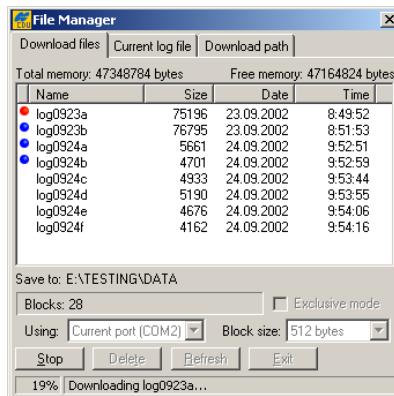 File Manager
Download files Current log file Download path
Total memory: 47348784 bytes Free memory: 47164824 bytes
Name Size Date Time
log0923a 75196 23.09.2002 8:49:52
log0923b 76795 23.09.2002 8:51:53
log0924a 5661 24.09.2002 9:52:51
log0924b 4701 24.09.2002 9:52:59
log0924c 4933 24.09.2002 9:53:44
log0924d 5190 24.09.2002 9:53:55
log0924e 4676 24.09.2002 9:54:06
log0924f 4162 24.09.2002 9:54:16
Save to: E:\TESTING\DATA
Blocks: 28 Exclusive mode
Using: Current port (COM2) Block size: 512 bytes
Stop Delete Refresh Exit
19% Downloading log0923a...